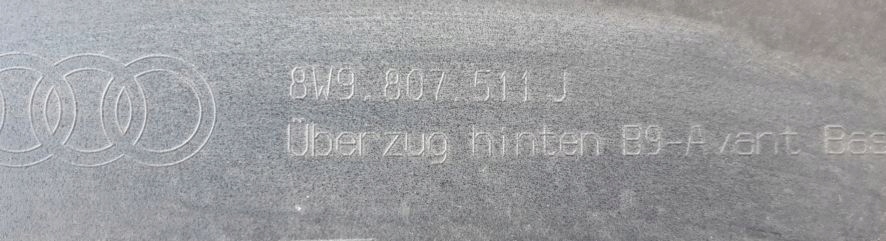 8W9.807.511 J
Überzug hinten B9-Avant Bas